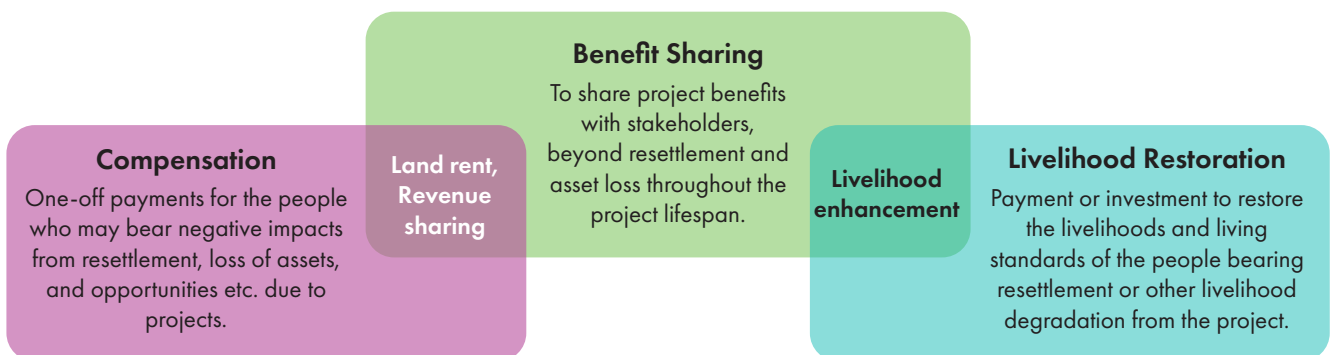 Compensation
One-off payments for the people
who may bear negative impacts
from resettlement, loss of assets,
and opportunities etc. due to
projects.
Land rent,
Revenue
sharing
Benefit Sharing
To share project benefits
with stakeholders,
beyond resettlement and
asset loss throughout the
project lifespan.
Livelihood
enhancement
Livelihood Restoration
Payment or investment to restore
the livelihoods and living
standards of the people bearing
resettlement or other livelihood
degradation from the project.